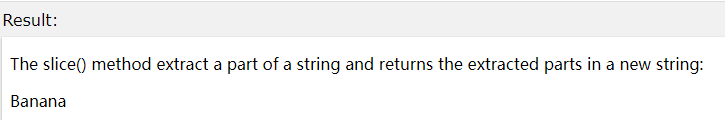 Result:
The slice() method extract a part of a string and returns the extracted parts in a new string:
Banana